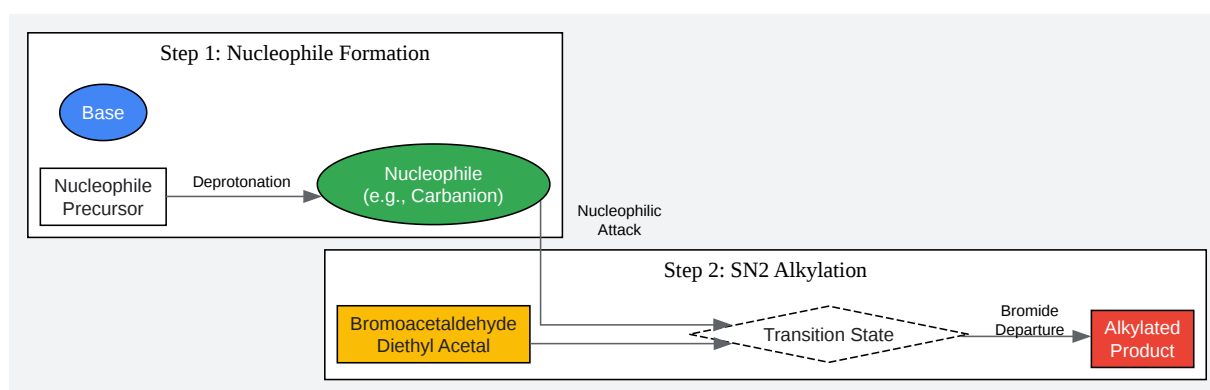 Step 1: Nucleophile Formation
Base
Nucleophile
Precursor
Deprotonation
Nucleophile
(e.g., Carbanion)
Nucleophilic
Attack
Step 2: SN2 Alkylation
Bromoacetaldehyde
Diethyl Acetal
Transition State
Bromide
Departure
Alkylated
Product